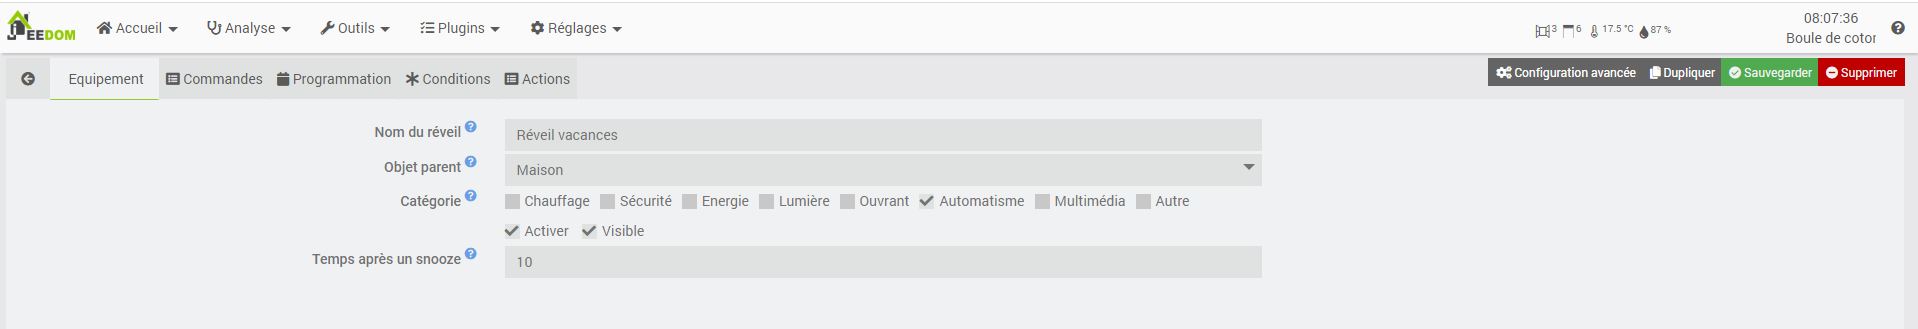 JEEDOM Accueil Analyse Outils Plugins Réglages 3 6 17.5 °C 87 % 08:07:36
Boule de cotor
Equipement Commandes Programmation Conditions Actions Configuration avancée Dupliquer Sauvegarder Supprimer
Nom du réveil ? Réveil vacances
Objet parent ? Maison
Catégorie ? Chauffage Sécurité Energie Lumière Ouvrant Automatisme Multimédia Autre
Activer Visible
Temps après un snooze ? 10